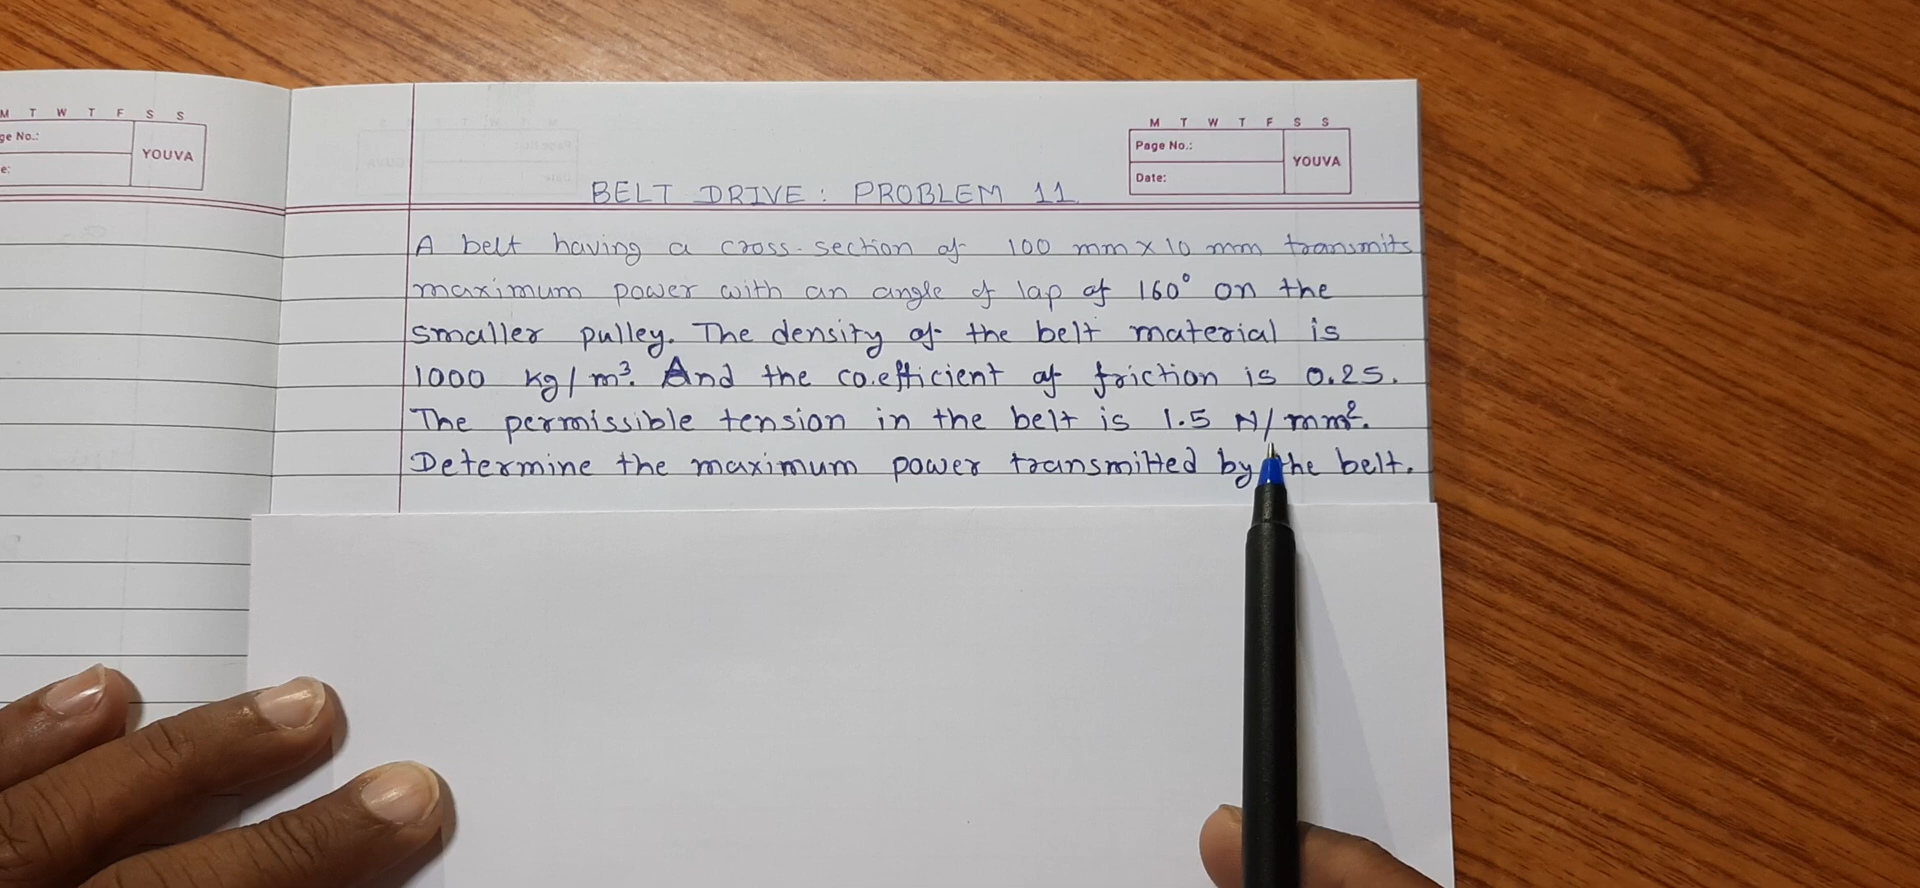 M T W T F S S
ge No.:
YOUVA
e:
M T W T F S S
Page No.:
YOUVA
Date:
BELT DRIVE: PROBLEM 11
A belt having a cross-section of 100 mm x 10 mm transmits
maximum power with an angle of lap of 160° on the
smaller pulley. The density of the belt material is
1000 kg/m³. And the co.efficient of friction is 0.25.
The permissible tension in the belt is 1.5 N/mm².
Determine the maximum power transmitted by the belt.